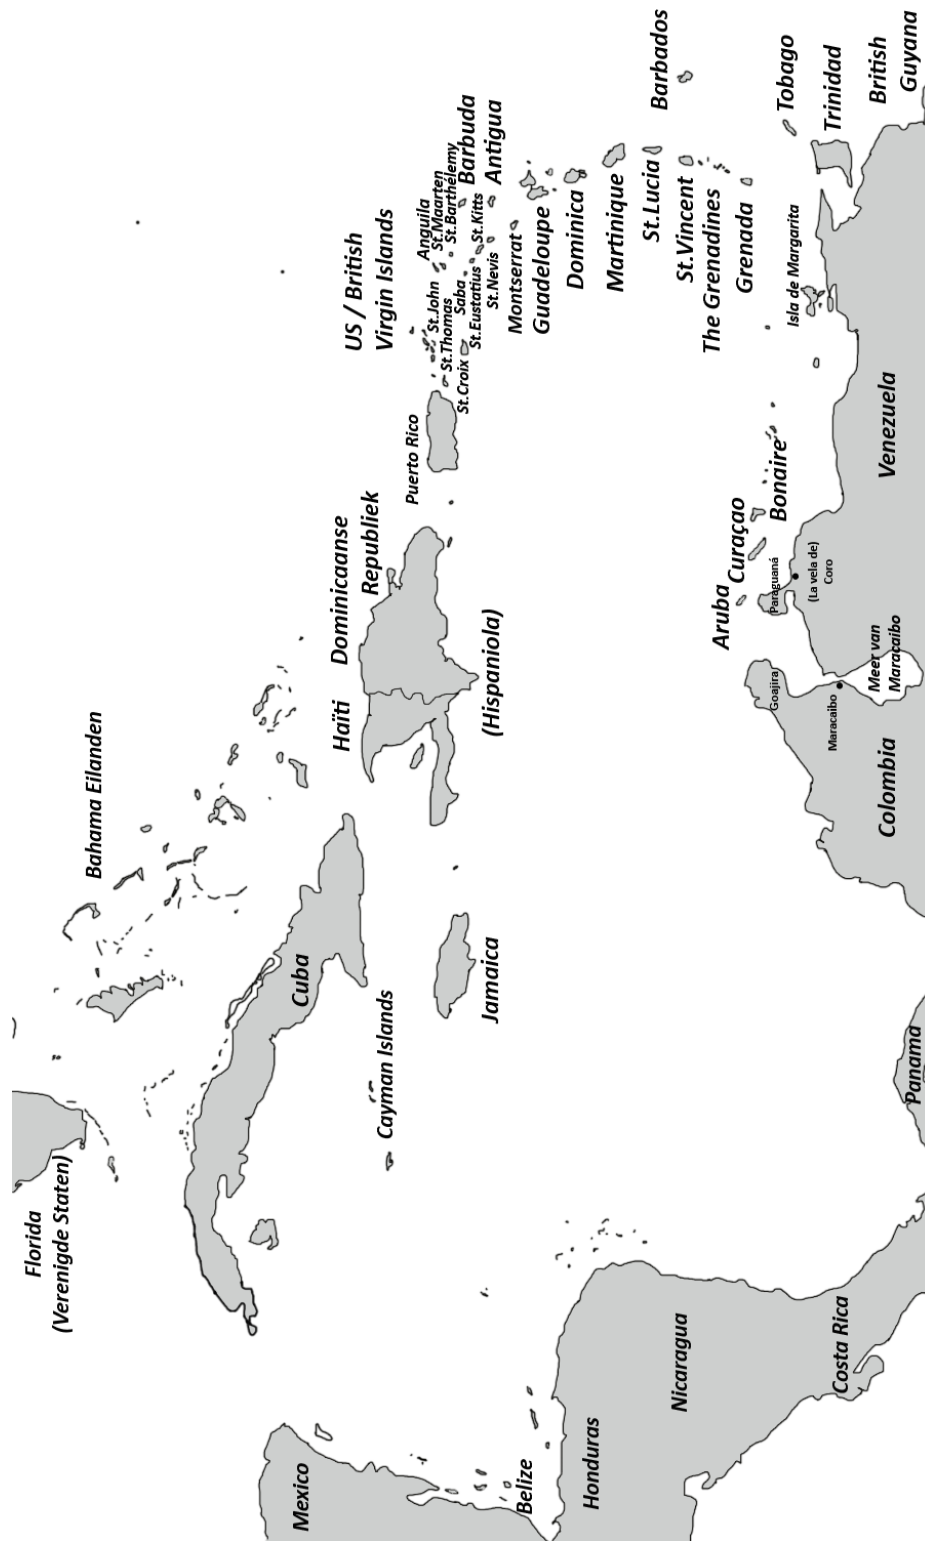 Florida
(Verenigde Staten)
Bahama Eilanden
Mexico
Cuba
Cayman Islands
Jamaica
Haïti
Dominicaanse
Republiek
(Hispaniola)
Puerto Rico
US / British
Virgin Islands
St.John
St.Thomas
St.Croix
Anguila
St.Maarten
St.Barthélemy
Saba
St.Eustatius
St.Kitts
St.Nevis
Barbuda
Antigua
Montserrat
Guadeloupe
Dominica
Martinique
St.Lucia
Barbados
St.Vincent
The Grenadines
Grenada
Tobago
Trinidad
Isla de Margarita
British
Guyana
Belize
Honduras
Nicaragua
Costa Rica
Panama
Colombia
Goajira
Maracaibo
Meer van
Maracaibo
Aruba
Curaçao
Bonaire
Paraguaná
(La vela de)
Coro
Venezuela